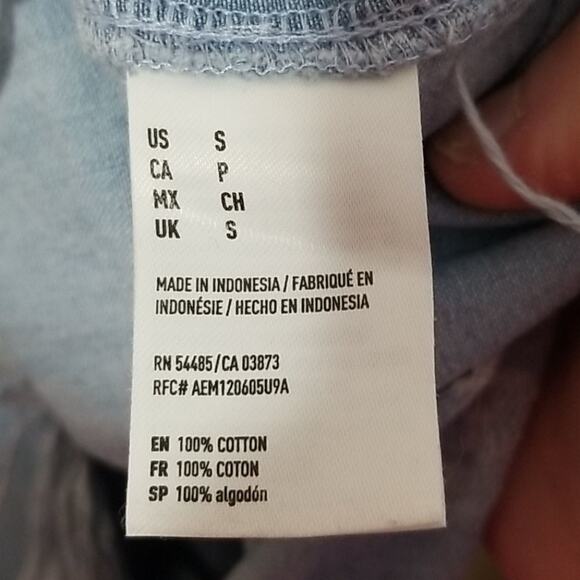 US S
CA P
MX CH
UK S
MADE IN INDONESIA / FABRIQUÉ EN
INDONÉSIE / HECHO EN INDONESIA
RN 54485/CA 03873
RFC# AEM120605U9A
EN 100% COTTON
FR 100% COTON
SP 100% algodón